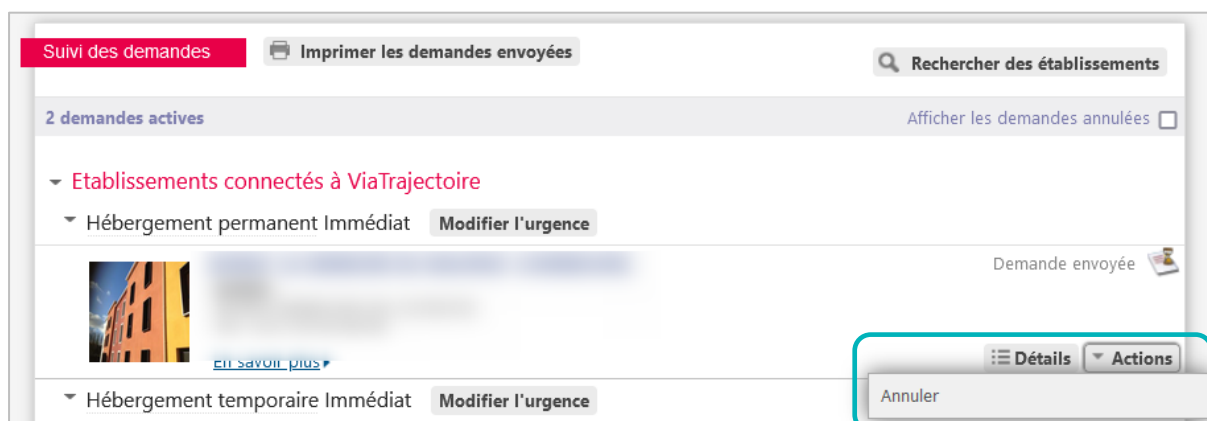 Suivi des demandes
Imprimer les demandes envoyées
Rechercher des établissements
2 demandes actives
Afficher les demandes annulées
Etablissements connectés à ViaTrajectoire
Hébergement permanent Immédiat
Modifier l'urgence
Demande envoyée
En savoir plus
Détails
Actions
Annuler
Hébergement temporaire Immédiat
Modifier l'urgence